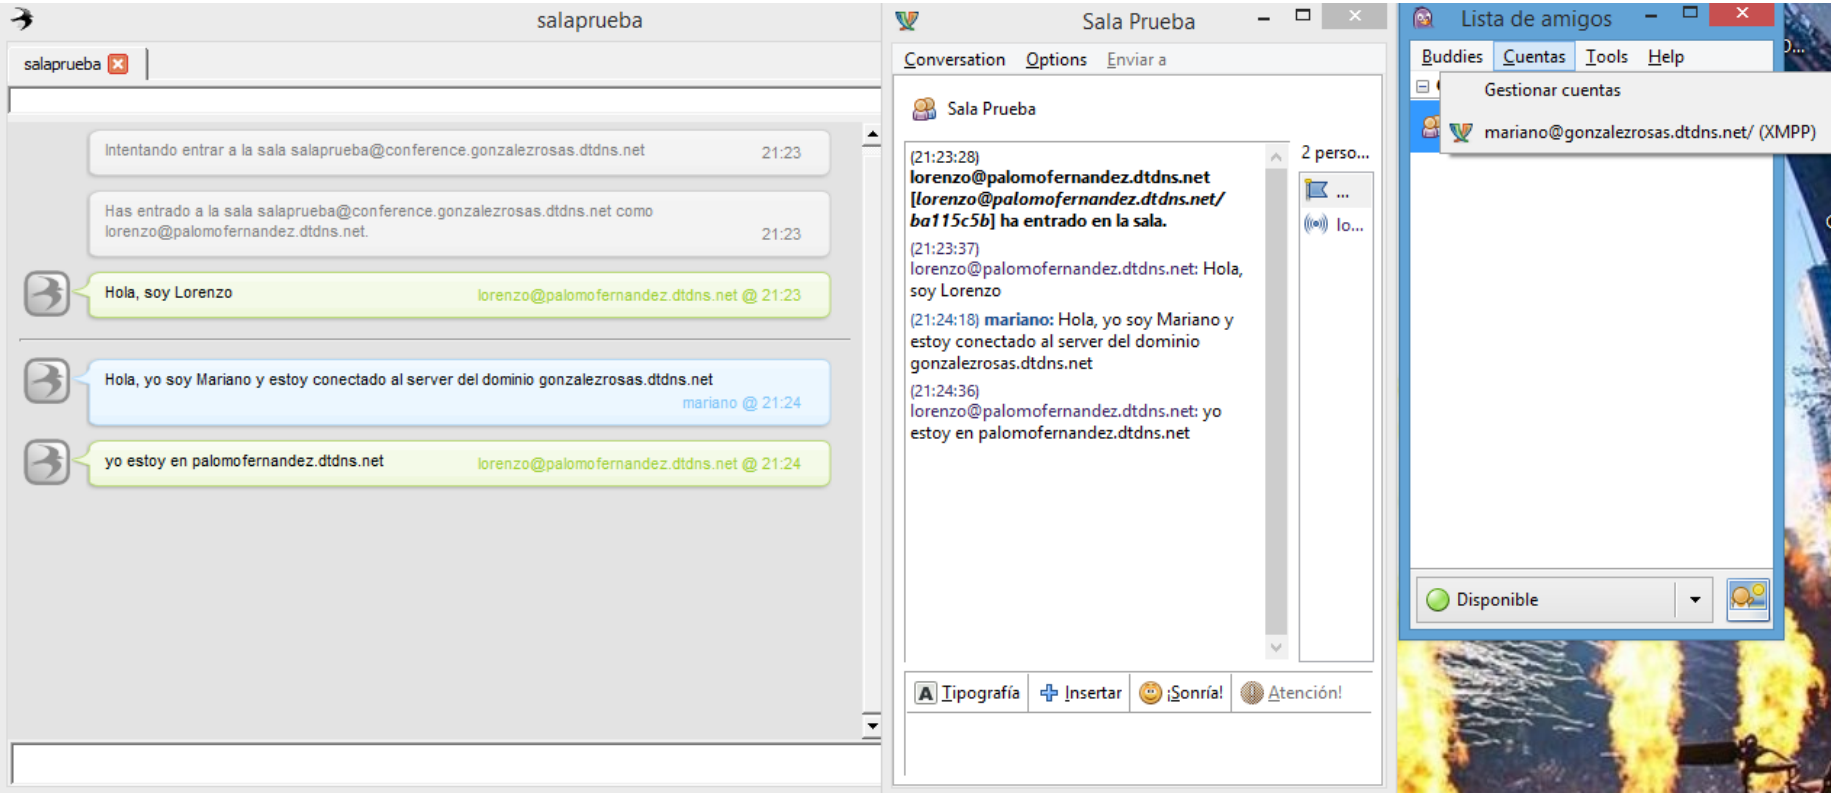 salaprueba
salaprueba
Intentando entrar a la sala salaprueba@conference.gonzalezrosas.dtdns.net
21:23
Has entrado a la sala salaprueba@conference.gonzalezrosas.dtdns.net como
lorenzo@palomofernandez.dtdns.net.
21:23
Hola, soy Lorenzo
lorenzo@palomofernandez.dtdns.net @ 21:23
Hola, yo soy Mariano y estoy conectado al server del dominio gonzalezrosas.dtdns.net
mariano @ 21:24
yo estoy en palomofernandez.dtdns.net
lorenzo@palomofernandez.dtdns.net @ 21:24
Sala Prueba
Conversation Options Enviar a
Sala Prueba
(21:23:28)
lorenzo@palomofernandez.dtdns.net
[lorenzo@palomofernandez.dtdns.net/
ba115c5b] ha entrado en la sala.
(21:23:37)
lorenzo@palomofernandez.dtdns.net: Hola,
soy Lorenzo
(21:24:18) mariano: Hola, yo soy Mariano y
estoy conectado al server del dominio
gonzalezrosas.dtdns.net
(21:24:36)
lorenzo@palomofernandez.dtdns.net: yo
estoy en palomofernandez.dtdns.net
2 perso...
...
lo...
A Tipografía Insertar ¡Sonría! Atención!
Lista de amigos
Buddies Cuentas Tools Help
Gestionar cuentas
mariano@gonzalezrosas.dtdns.net/ (XMPP)
Disponible